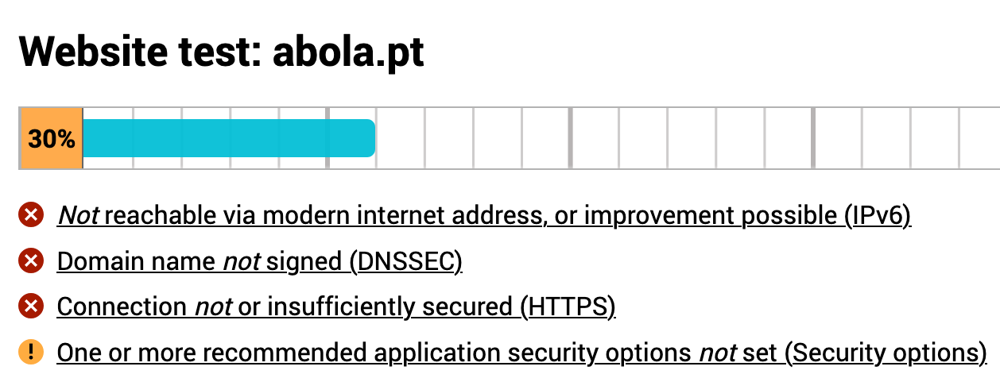 Website test: abola.pt
30%
Not reachable via modern internet address, or improvement possible (IPv6)
Domain name not signed (DNSSEC)
Connection not or insufficiently secured (HTTPS)
One or more recommended application security options not set (Security options)